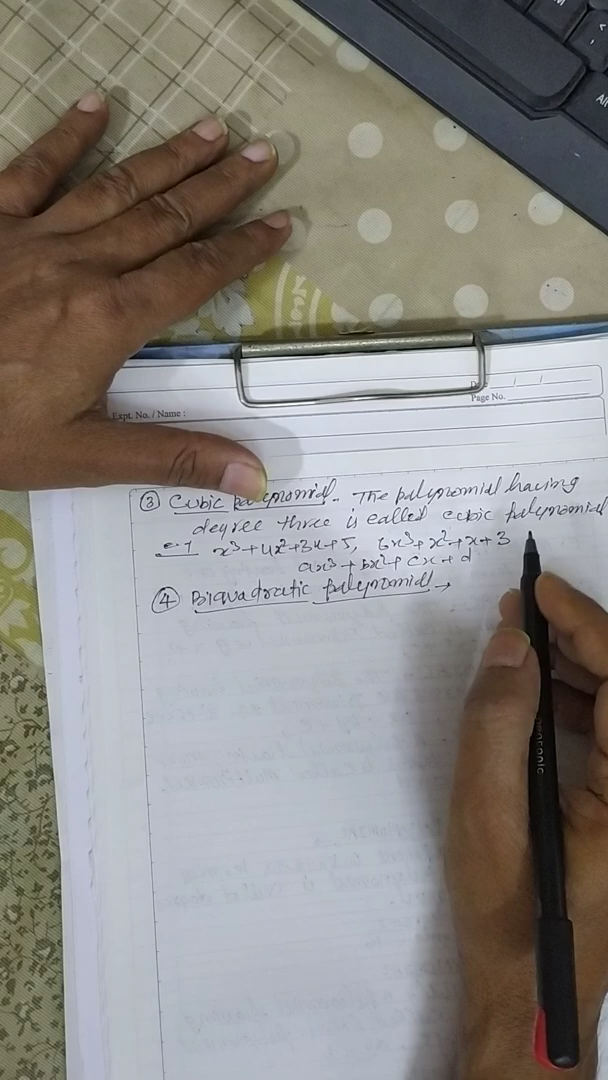 Expt. No. / Name :
Page No.
③ Cubic polynomial - The polynomial having
degree three is called cubic polynomial
e.g x³+4x²+3x+5, 6x³+x²+x+3
ax³+bx²+cx+d
④ Biquadratic polynomial →